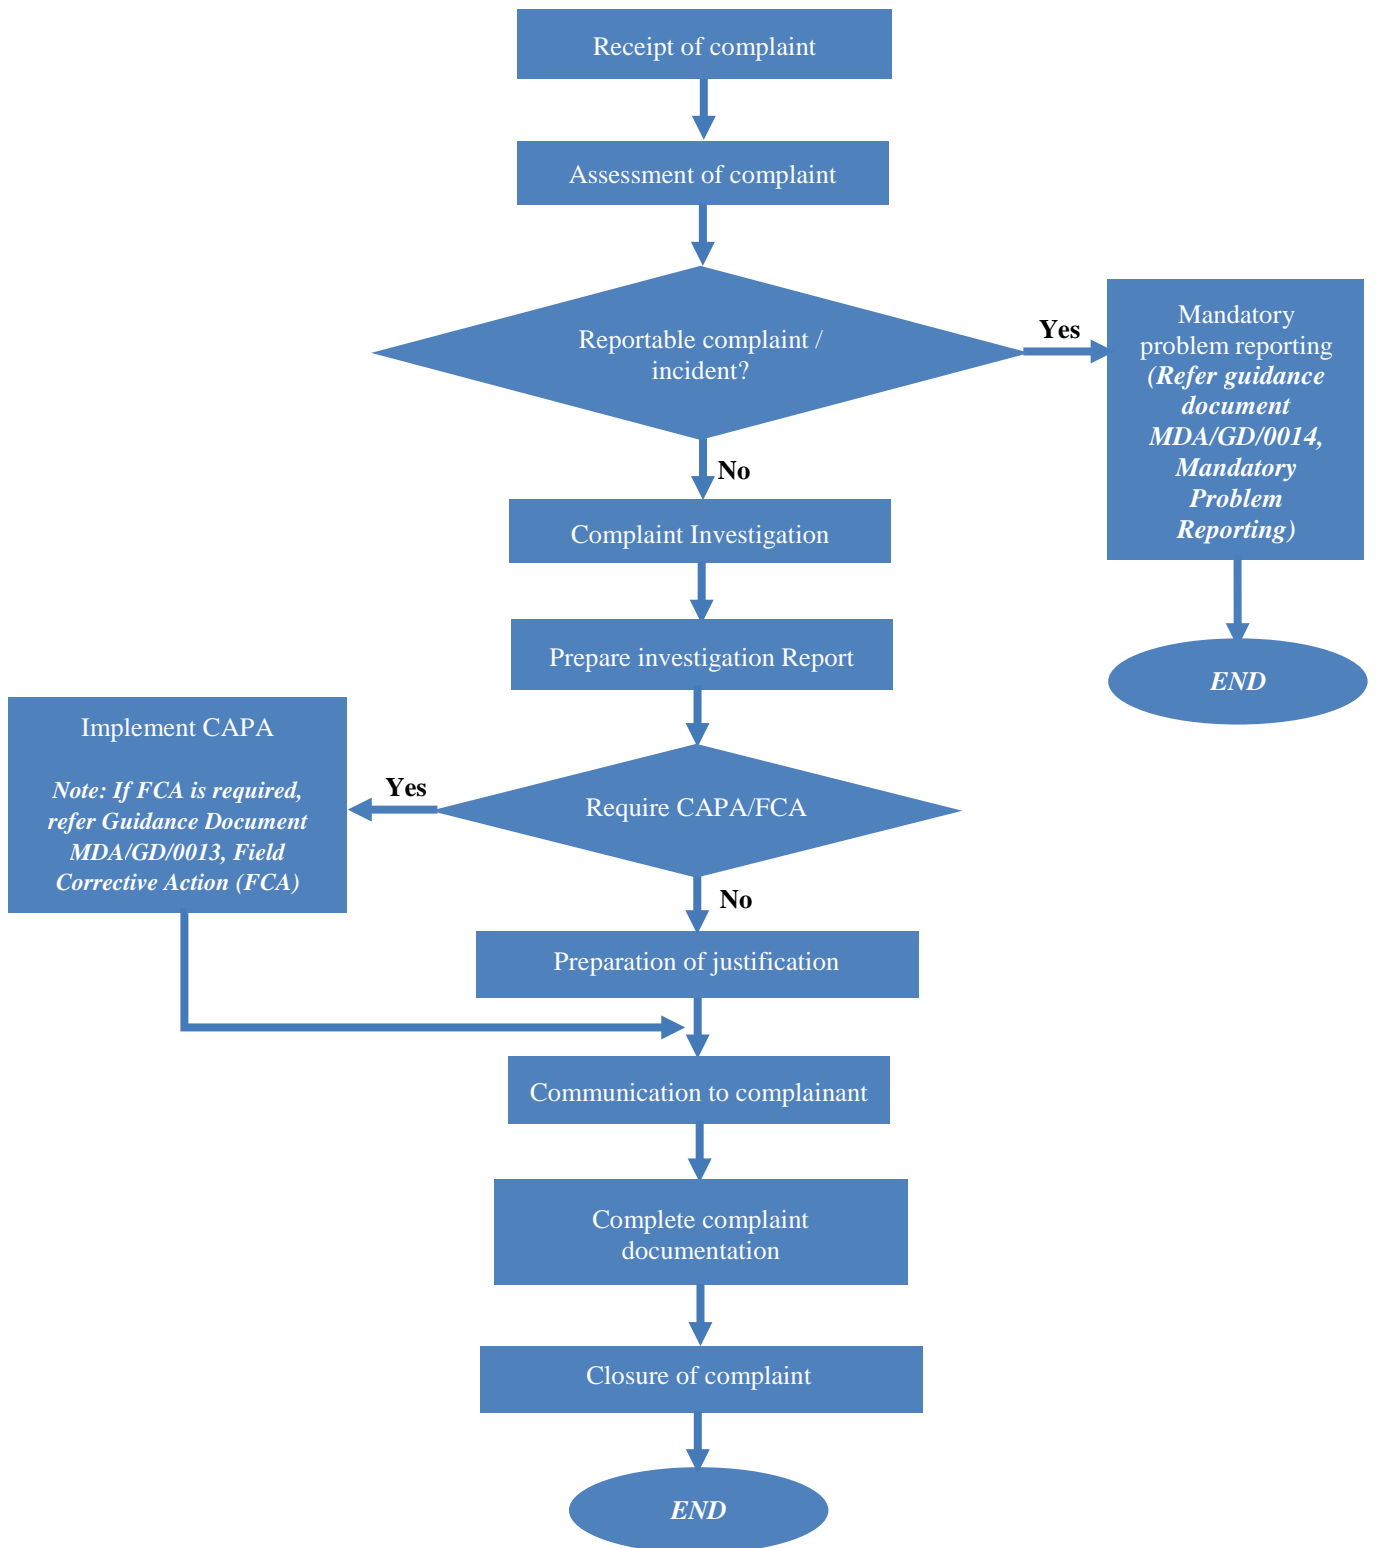 Receipt of complaint
Assessment of complaint
Reportable complaint /
incident?
Yes
Mandatory
problem reporting
(Refer guidance
document
MDA/GD/0014,
Mandatory
Problem
Reporting)
END
No
Complaint Investigation
Prepare investigation Report
Require CAPA/FCA
Yes
Implement CAPA
Note: If FCA is required,
refer Guidance Document
MDA/GD/0013, Field
Corrective Action (FCA)
No
Preparation of justification
Communication to complainant
Complete complaint
documentation
Closure of complaint
END